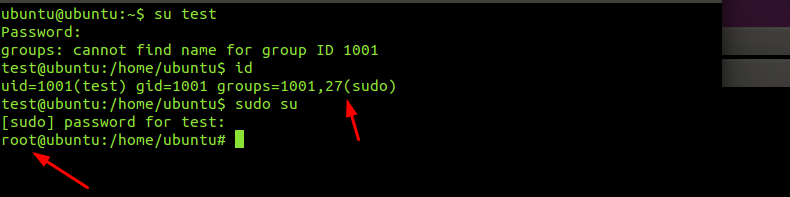 ubuntu@ubuntu:~$ su test
Password:
groups: cannot find name for group ID 1001
test@ubuntu:/home/ubuntu$ id
uid=1001(test) gid=1001 groups=1001,27(sudo)
test@ubuntu:/home/ubuntu$ sudo su
[sudo] password for test:
root@ubuntu:/home/ubuntu#